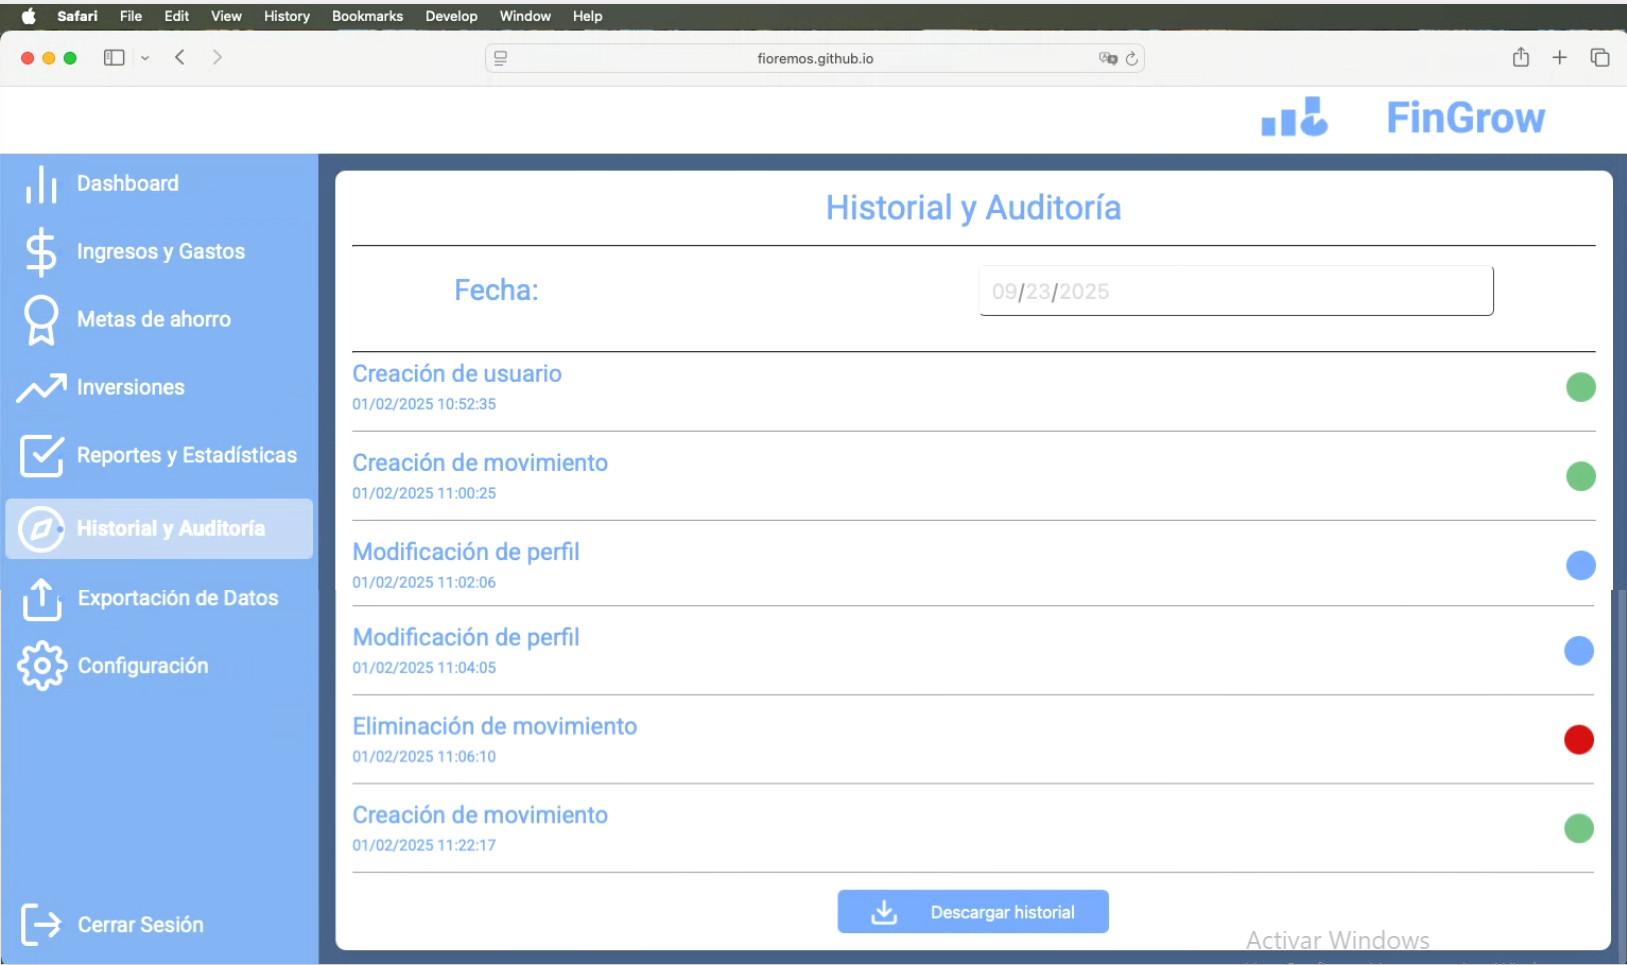 Safari File Edit View History Bookmarks Develop Window Help
fioremos.github.io
FinGrow
Dashboard
Ingresos y Gastos
Metas de ahorro
Inversiones
Reportes y Estadísticas
Historial y Auditoría
Exportación de Datos
Configuración
Cerrar Sesión
Historial y Auditoría
Fecha:
09/23/2025
Creación de usuario
01/02/2025 10:52:35
Creación de movimiento
01/02/2025 11:00:25
Modificación de perfil
01/02/2025 11:02:06
Modificación de perfil
01/02/2025 11:04:05
Eliminación de movimiento
01/02/2025 11:06:10
Creación de movimiento
01/02/2025 11:22:17
Descargar historial
Activar Windows